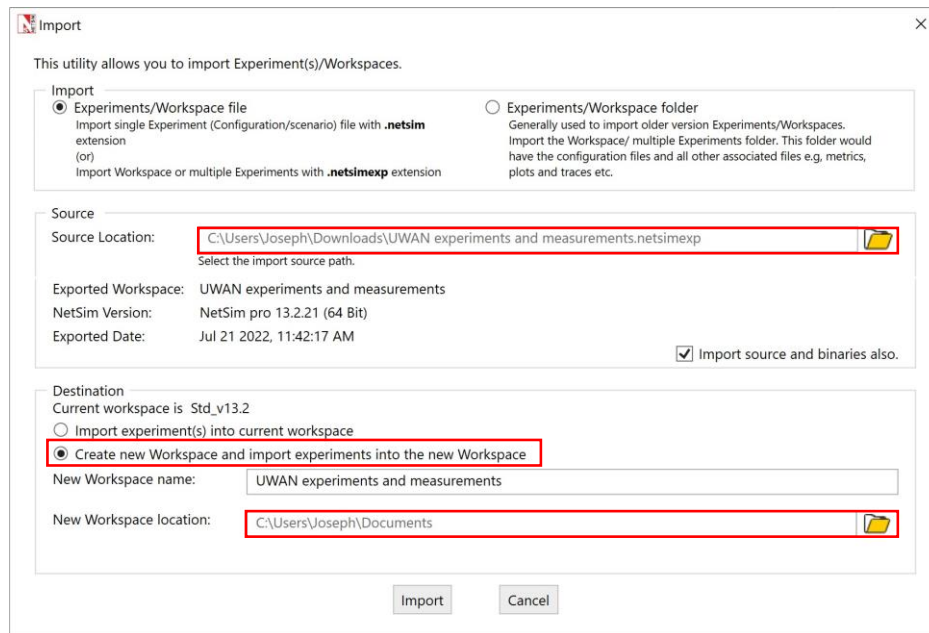 Import
This utility allows you to import Experiment(s)/Workspaces.
Import
Experiments/Workspace file
Import single Experiment (Configuration/scenario) file with .netsim
extension
(or)
Import Workspace or multiple Experiments with .netsimexp extension
Experiments/Workspace folder
Generally used to import older version Experiments/Workspaces.
Import the Workspace/ multiple Experiments folder. This folder would
have the configuration files and all other associated files e.g, metrics,
plots and traces etc.
Source
Source Location: C:\Users\Joseph\Downloads\UWAN experiments and measurements.netsimexp
Select the import source path.
Exported Workspace: UWAN experiments and measurements
NetSim Version: NetSim pro 13.2.21 (64 Bit)
Exported Date: Jul 21 2022, 11:42:17 AM
Import source and binaries also.
Destination
Current workspace is Std_v13.2
Import experiment(s) into current workspace
Create new Workspace and import experiments into the new Workspace
New Workspace name: UWAN experiments and measurements
New Workspace location: C:\Users\Joseph\Documents
Import Cancel